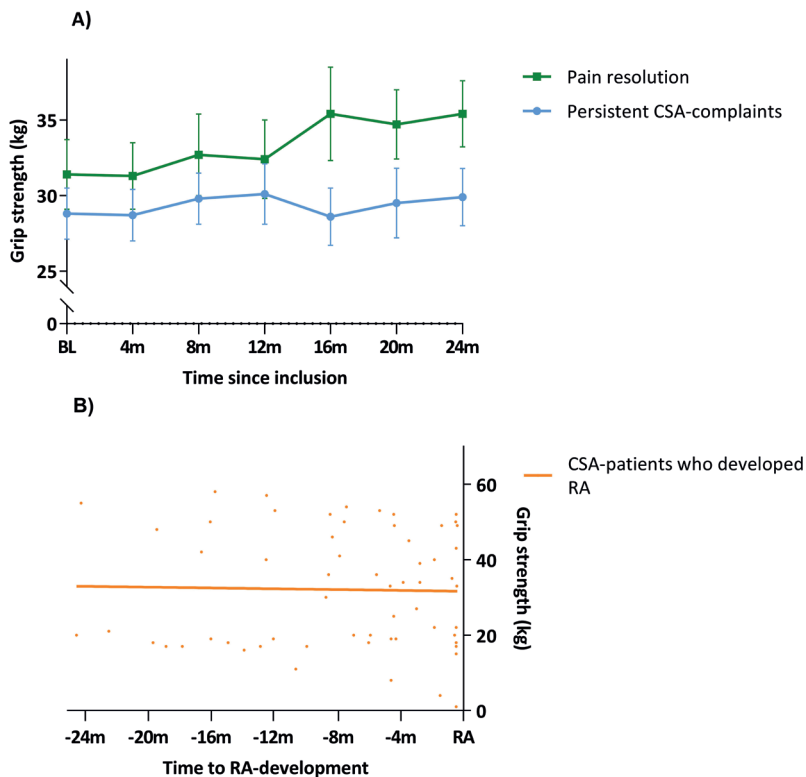 A)
Grip strength (kg)
35
30
25
0
BL 4m 8m 12m 16m 20m 24m
Time since inclusion
Pain resolution
Persistent CSA-complaints
B)
CSA-patients who developed
RA
60
40
20
0
Grip strength (kg)
-24m -20m -16m -12m -8m -4m RA
Time to RA-development